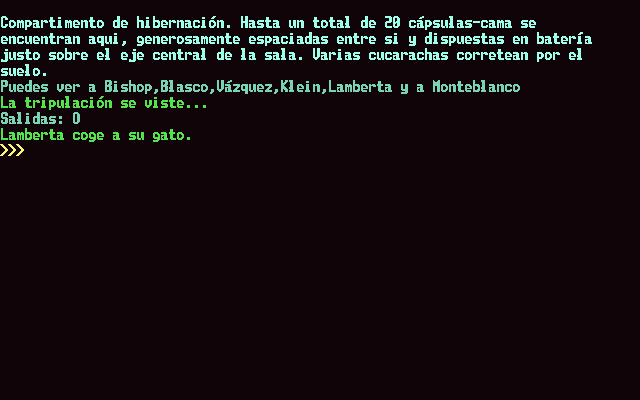 Compartimento de hibernación. Hasta un total de 20 cápsulas-cama se
encuentran aqui, generosamente espaciadas entre si y dispuestas en batería
justo sobre el eje central de la sala. Varias cucarachas corretean por el
suelo.
Puedes ver a Bishop,Blasco,Vázquez,Klein,Lamberta y a Monteblanco
La tripulación se viste...
Salidas: O
Lamberta coge a su gato.
>>>